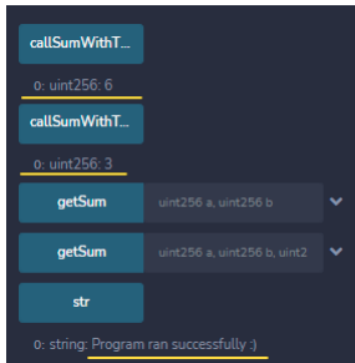 callSumWithT...
0: uint256: 6
callSumWithT...
0: uint256: 3
getSum uint256 a, uint256 b
getSum uint256 a, uint256 b, uint2
str
0: string: Program ran successfully :)